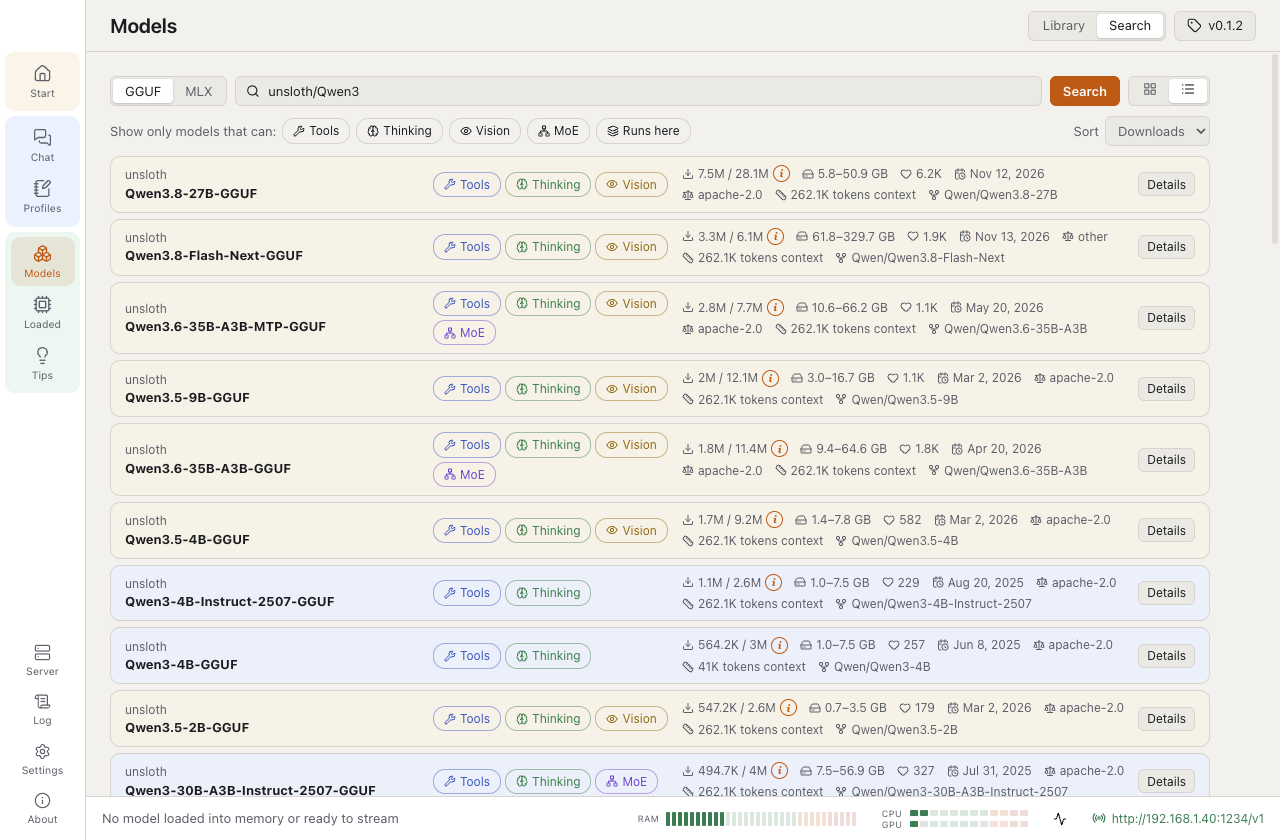 Models
Library Search v0.1.2
Start
Chat
Profiles
Models
Loaded
Tips
Server
Log
Settings
About
GGUF MLX unsloth/Qwen3 Search
Show only models that can: Tools Thinking Vision MoE Runs here Sort Downloads
unsloth
Qwen3.8-27B-GGUF
Tools Thinking Vision
7.5M / 28.1M i 5.8–50.9 GB 6.2K Nov 12, 2026
apache-2.0 262.1K tokens context Qwen/Qwen3.8-27B
Details
unsloth
Qwen3.8-Flash-Next-GGUF
Tools Thinking Vision
3.3M / 6.1M i 61.8–329.7 GB 1.9K Nov 13, 2026 other
262.1K tokens context Qwen/Qwen3.8-Flash-Next
Details
unsloth
Qwen3.6-35B-A3B-MTP-GGUF
Tools Thinking Vision
MoE
2.8M / 7.7M i 10.6–66.2 GB 1.1K May 20, 2026
apache-2.0 262.1K tokens context Qwen/Qwen3.6-35B-A3B
Details
unsloth
Qwen3.5-9B-GGUF
Tools Thinking Vision
2M / 12.1M i 3.0–16.7 GB 1.1K Mar 2, 2026 apache-2.0
262.1K tokens context Qwen/Qwen3.5-9B
Details
unsloth
Qwen3.6-35B-A3B-GGUF
Tools Thinking Vision
MoE
1.8M / 11.4M i 9.4–64.6 GB 1.8K Apr 20, 2026
apache-2.0 262.1K tokens context Qwen/Qwen3.6-35B-A3B
Details
unsloth
Qwen3.5-4B-GGUF
Tools Thinking Vision
1.7M / 9.2M i 1.4–7.8 GB 582 Mar 2, 2026 apache-2.0
262.1K tokens context Qwen/Qwen3.5-4B
Details
unsloth
Qwen3-4B-Instruct-2507-GGUF
Tools Thinking
1.1M / 2.6M i 1.0–7.5 GB 229 Aug 20, 2025 apache-2.0
262.1K tokens context Qwen/Qwen3-4B-Instruct-2507
Details
unsloth
Qwen3-4B-GGUF
Tools Thinking
564.2K / 3M i 1.0–7.5 GB 257 Jun 8, 2025 apache-2.0
41K tokens context Qwen/Qwen3-4B
Details
unsloth
Qwen3.5-2B-GGUF
Tools Thinking Vision
547.2K / 2.6M i 0.7–3.5 GB 179 Mar 2, 2026 apache-2.0
262.1K tokens context Qwen/Qwen3.5-2B
Details
unsloth
Qwen3-30B-A3B-Instruct-2507-GGUF
Tools Thinking MoE
494.7K / 4M i 7.5–56.9 GB 327 Jul 31, 2025 apache-2.0
262.1K tokens context Qwen/Qwen3-30B-A3B-Instruct-2507
Details
No model loaded into memory or ready to stream
RAM
CPU
GPU
http://192.168.1.40:1234/v1